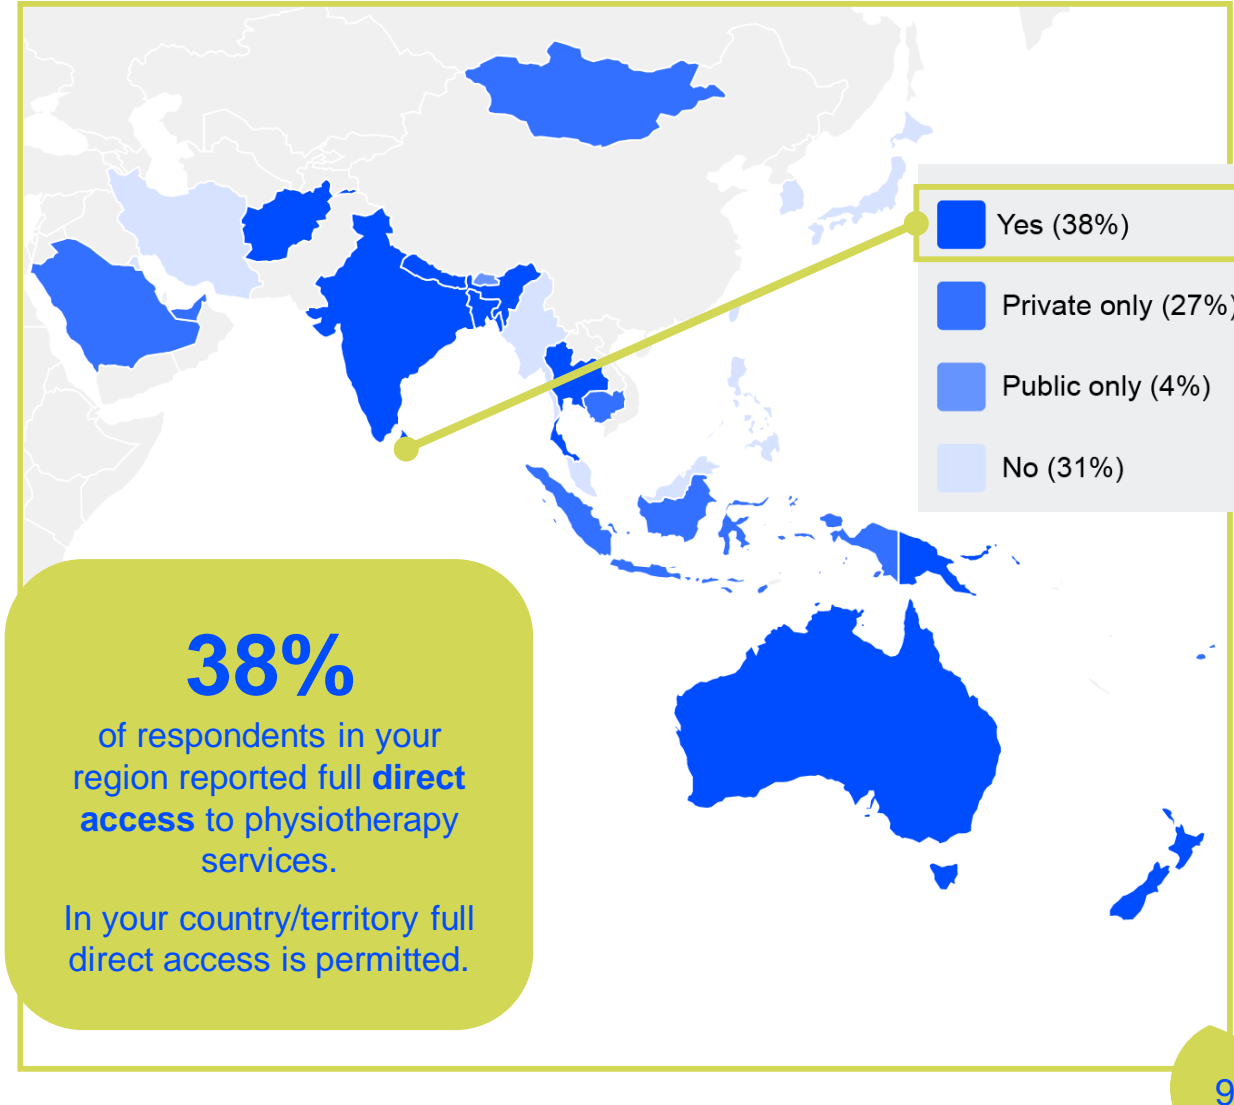 Yes (38%)
Private only (27%)
Public only (4%)
No (31%)
38%
of respondents in your
region reported full direct
access to physiotherapy
services.
In your country/territory full
direct access is permitted.
9